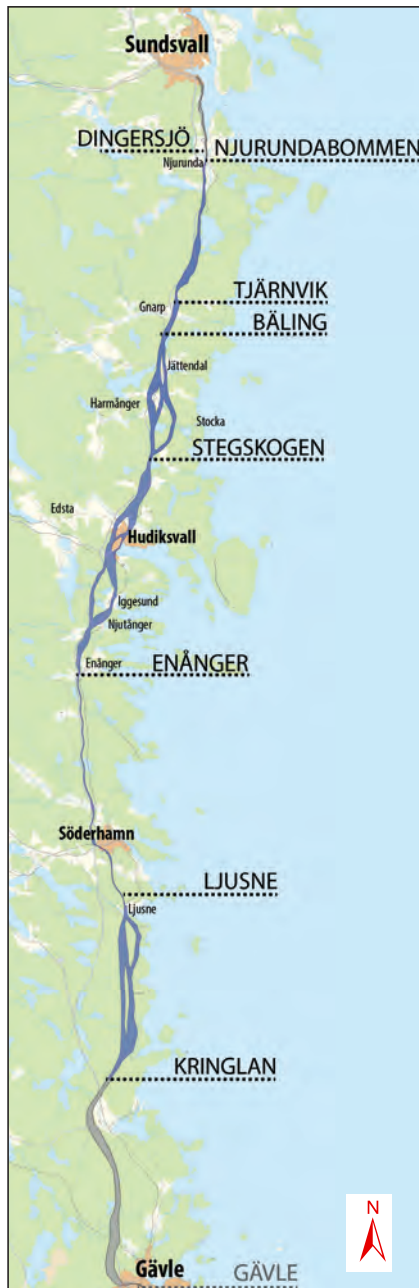 Sundsvall
DINGERSJÖ
NJURUNDABOMMEN
Njurunda
TJÄRNVIK
Gnarp
BÄLING
Jättendal
Harmånger
Stocka
STEGSKOGEN
Edsta
Hudiksvall
Iggesund
Njutånger
Enånger
ENÅNGER
Söderhamn
LJUSNE
Ljusne
KRINGLAN
N
Gävle
GÄVLE